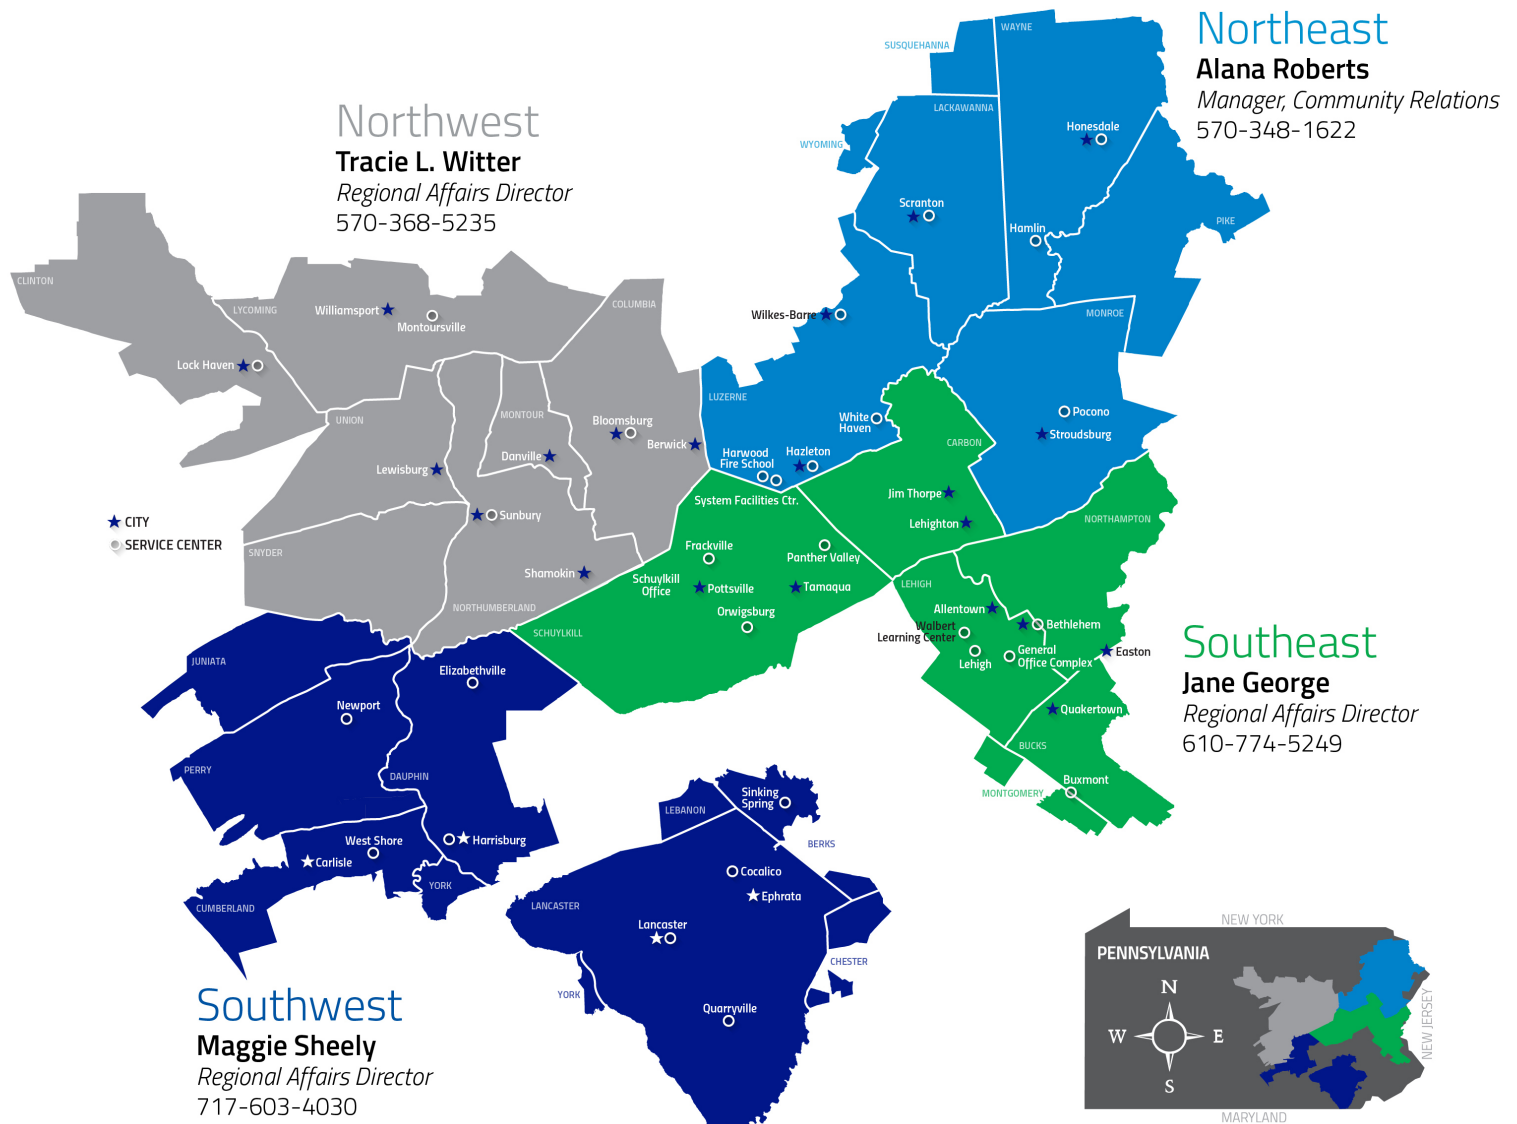 Northeast
Alana Roberts
Manager, Community Relations
570-348-1622
Northwest
Tracie L. Witter
Regional Affairs Director
570-368-5235
SUSQUEHANNA
WAYNE
LACKAWANNA
WYOMING
Honesdale
Scranton
Hamlin
PIKE
Wilkes-Barre
MONROE
LUZERNE
White
Haven
Pocono
Stroudsburg
Harwood
Fire School
Hazleton
CLINTON
LYCOMING
Williamsport
Montoursville
COLUMBIA
Lock Haven
UNION
MONTOUR
Bloomsburg
Berwick
Danville
Lewisburg
Sunbury
SNYDER
Shamokin
NORTHUMBERLAND
CITY
SERVICE CENTER
CARBON
System Facilities Ctr.
Jim Thorpe
Lehighton
NORTHAMPTON
Frackville
Panther Valley
Schuylkill
Office
Pottsville
Tamaqua
Orwigsburg
SCHUYLKILL
LEHIGH
Allentown
Walbert
Learning Center
Bethlehem
Lehigh
General
Office Complex
Easton
Quakertown
BUCKS
Buxmont
MONTGOMERY
Southeast
Jane George
Regional Affairs Director
610-774-5249
JUNIATA
Elizabethville
Newport
PERRY
DAUPHIN
West Shore
Harrisburg
Carlisle
YORK
CUMBERLAND
LEBANON
Sinking
Spring
BERKS
Cocalico
Ephrata
LANCASTER
Lancaster
CHESTER
YORK
Quarryville
Southwest
Maggie Sheely
Regional Affairs Director
717-603-4030
NEW YORK
PENNSYLVANIA
N
W
E
S
NEW JERSEY
MARYLAND